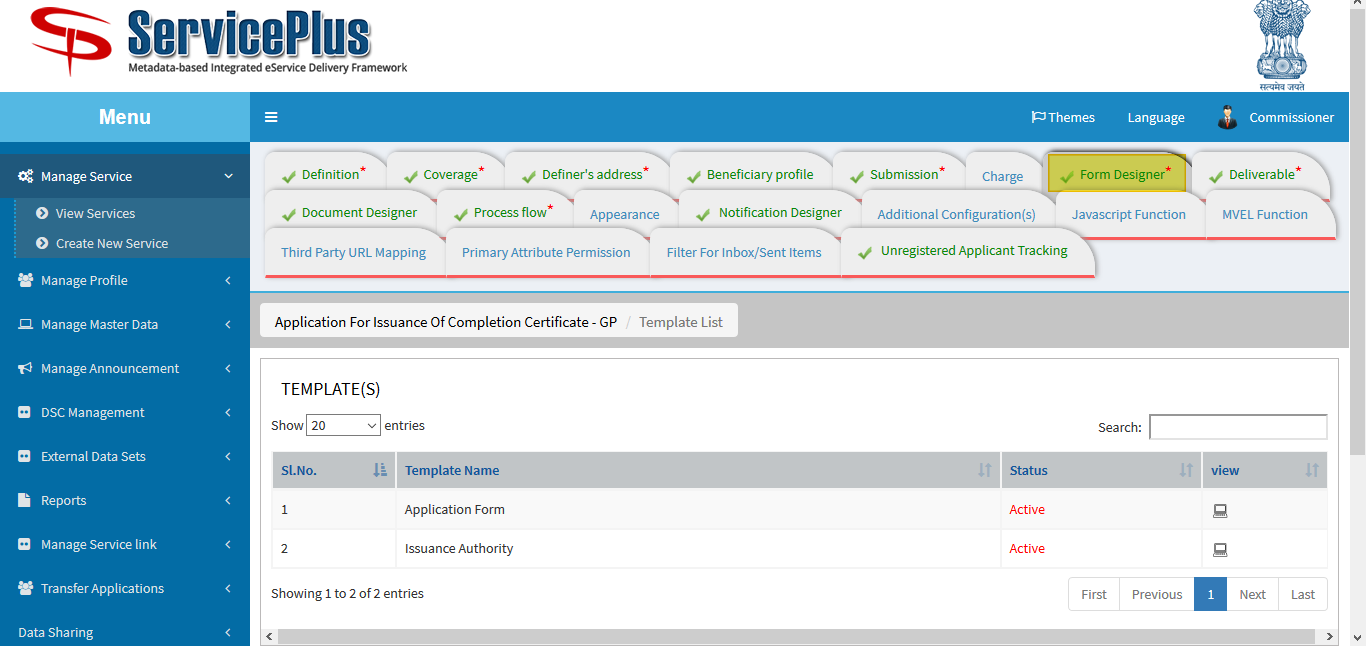 ServicePlus
Metadata-based Integrated eService Delivery Framework
सत्यमेव जयते
Menu
Themes Language Commissioner
Manage Service
View Services
Create New Service
Manage Profile
Manage Master Data
Manage Announcement
DSC Management
External Data Sets
Reports
Manage Service link
Transfer Applications
Data Sharing
Definition* Coverage* Definer's address* Beneficiary profile Submission* Charge Form Designer* Deliverable*
Document Designer Process flow* Appearance Notification Designer Additional Configuration(s) Javascript Function MVEL Function
Third Party URL Mapping Primary Attribute Permission Filter For Inbox/Sent Items Unregistered Applicant Tracking
Application For Issuance Of Completion Certificate - GP / Template List
TEMPLATE(S)
Show 20 entries Search:
Sl.No. Template Name Status view
1 Application Form Active
2 Issuance Authority Active
Showing 1 to 2 of 2 entries First Previous 1 Next Last